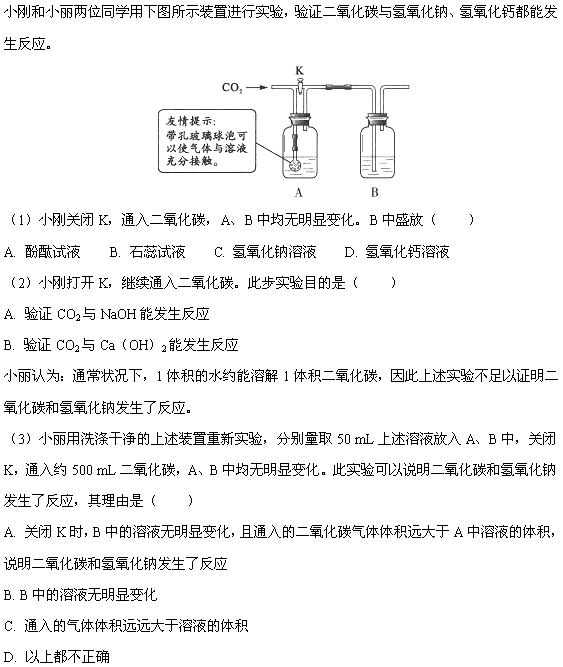 小刚和小丽两位同学用下图所示装置进行实验,验证二氧化碳与氢氧化钠、氢氧化钙都能发
生反应。
K
CO₂
友情提示:
带孔玻璃球泡可
以使气体与溶液
充分接触。
A
B
(1)小刚关闭 K,通入二氧化碳,A、B 中均无明显变化。B 中盛放( )
A. 酚酞试液 B. 石蕊试液 C. 氢氧化钠溶液 D. 氢氧化钙溶液
(2)小刚打开 K,继续通入二氧化碳。此步实验目的是( )
A. 验证 CO₂ 与 NaOH 能发生反应
B. 验证 CO₂ 与 Ca(OH)₂ 能发生反应
小丽认为:通常状况下,1 体积的水约能溶解 1 体积二氧化碳,因此上述实验不足以证明二
氧化碳和氢氧化钠发生了反应。
(3)小丽用洗涤干净的上述装置重新实验,分别量取 50 mL 上述溶液放入 A、B 中,关闭
K,通入约 500 mL 二氧化碳,A、B 中均无明显变化。此实验可以说明二氧化碳和氢氧化钠
发生了反应,其理由是( )
A. 关闭 K 时,B 中的溶液无明显变化,且通入的二氧化碳气体体积远大于 A 中溶液的体积,
说明二氧化碳和氢氧化钠发生了反应
B. B 中的溶液无明显变化
C. 通入的气体体积远远大于溶液的体积
D. 以上都不正确